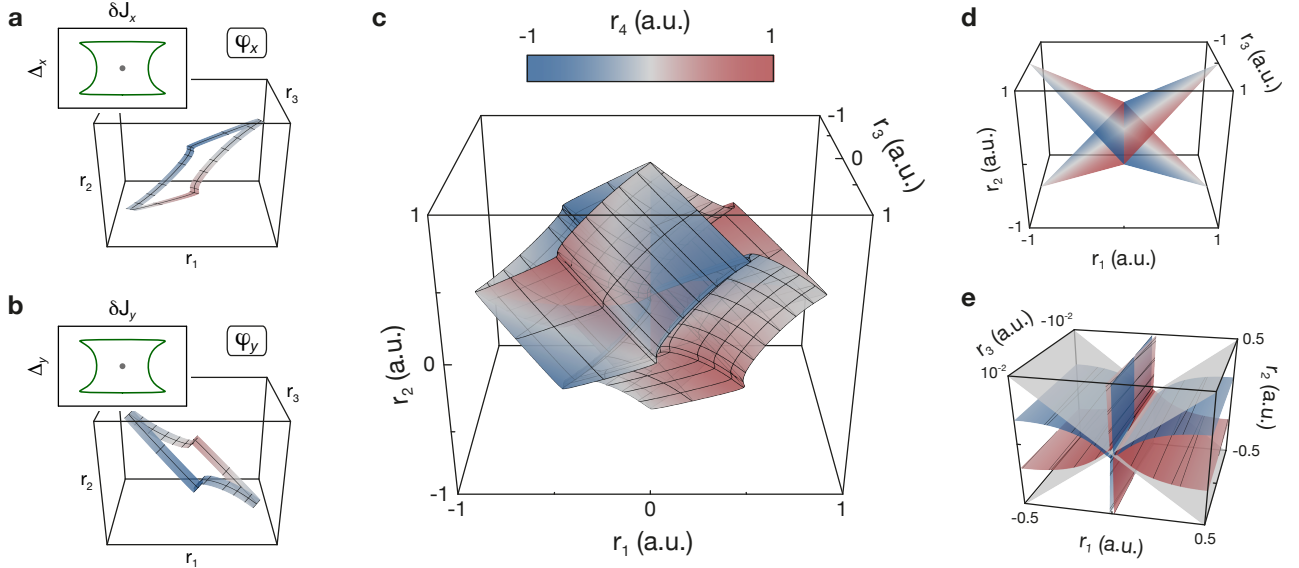 a
δJx
φx
Δx
r3
r2
r1
b
δJy
φy
Δy
r3
r2
r1
c
r4 (a.u.)
-1
1
-1
0
r3 (a.u.)
1
1
1
0
-1
r2 (a.u.)
-1
0
1
r1 (a.u.)
d
-1
r3 (a.u.)
1
1
r2 (a.u.)
-1
-1
1
r1 (a.u.)
e
r3 (a.u.)
-10⁻²
10⁻²
0.5
r2 (a.u.)
-0.5
-0.5
0.5
r1 (a.u.)